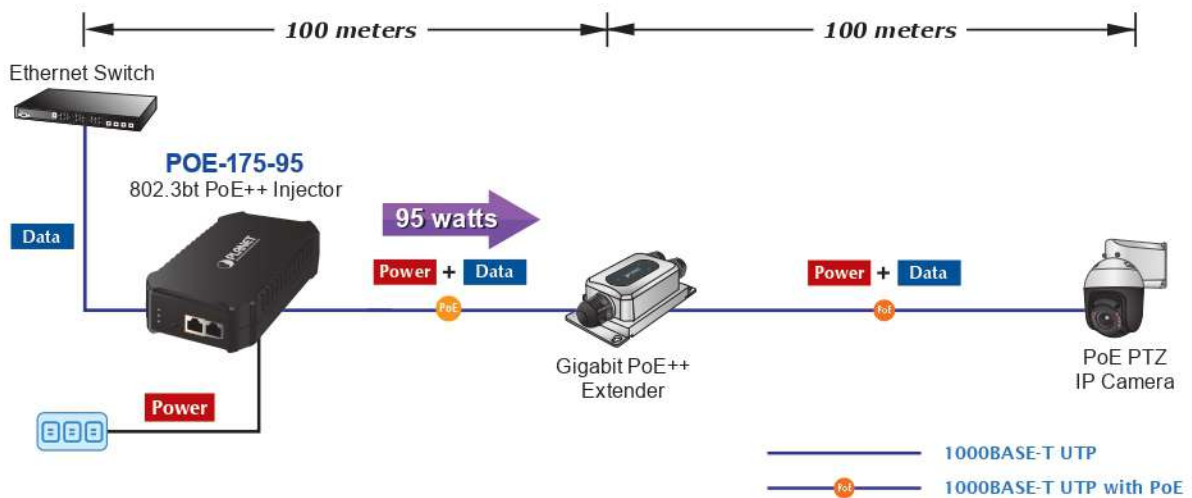 100 meters
100 meters
Ethernet Switch
POE-175-95
802.3bt PoE++ Injector
95 watts
Data
Power + Data
Power + Data
PLANET
PoE
PoE
Gigabit PoE++
Extender
PoE PTZ
IP Camera
Power
1000BASE-T UTP
PoE
1000BASE-T UTP with PoE